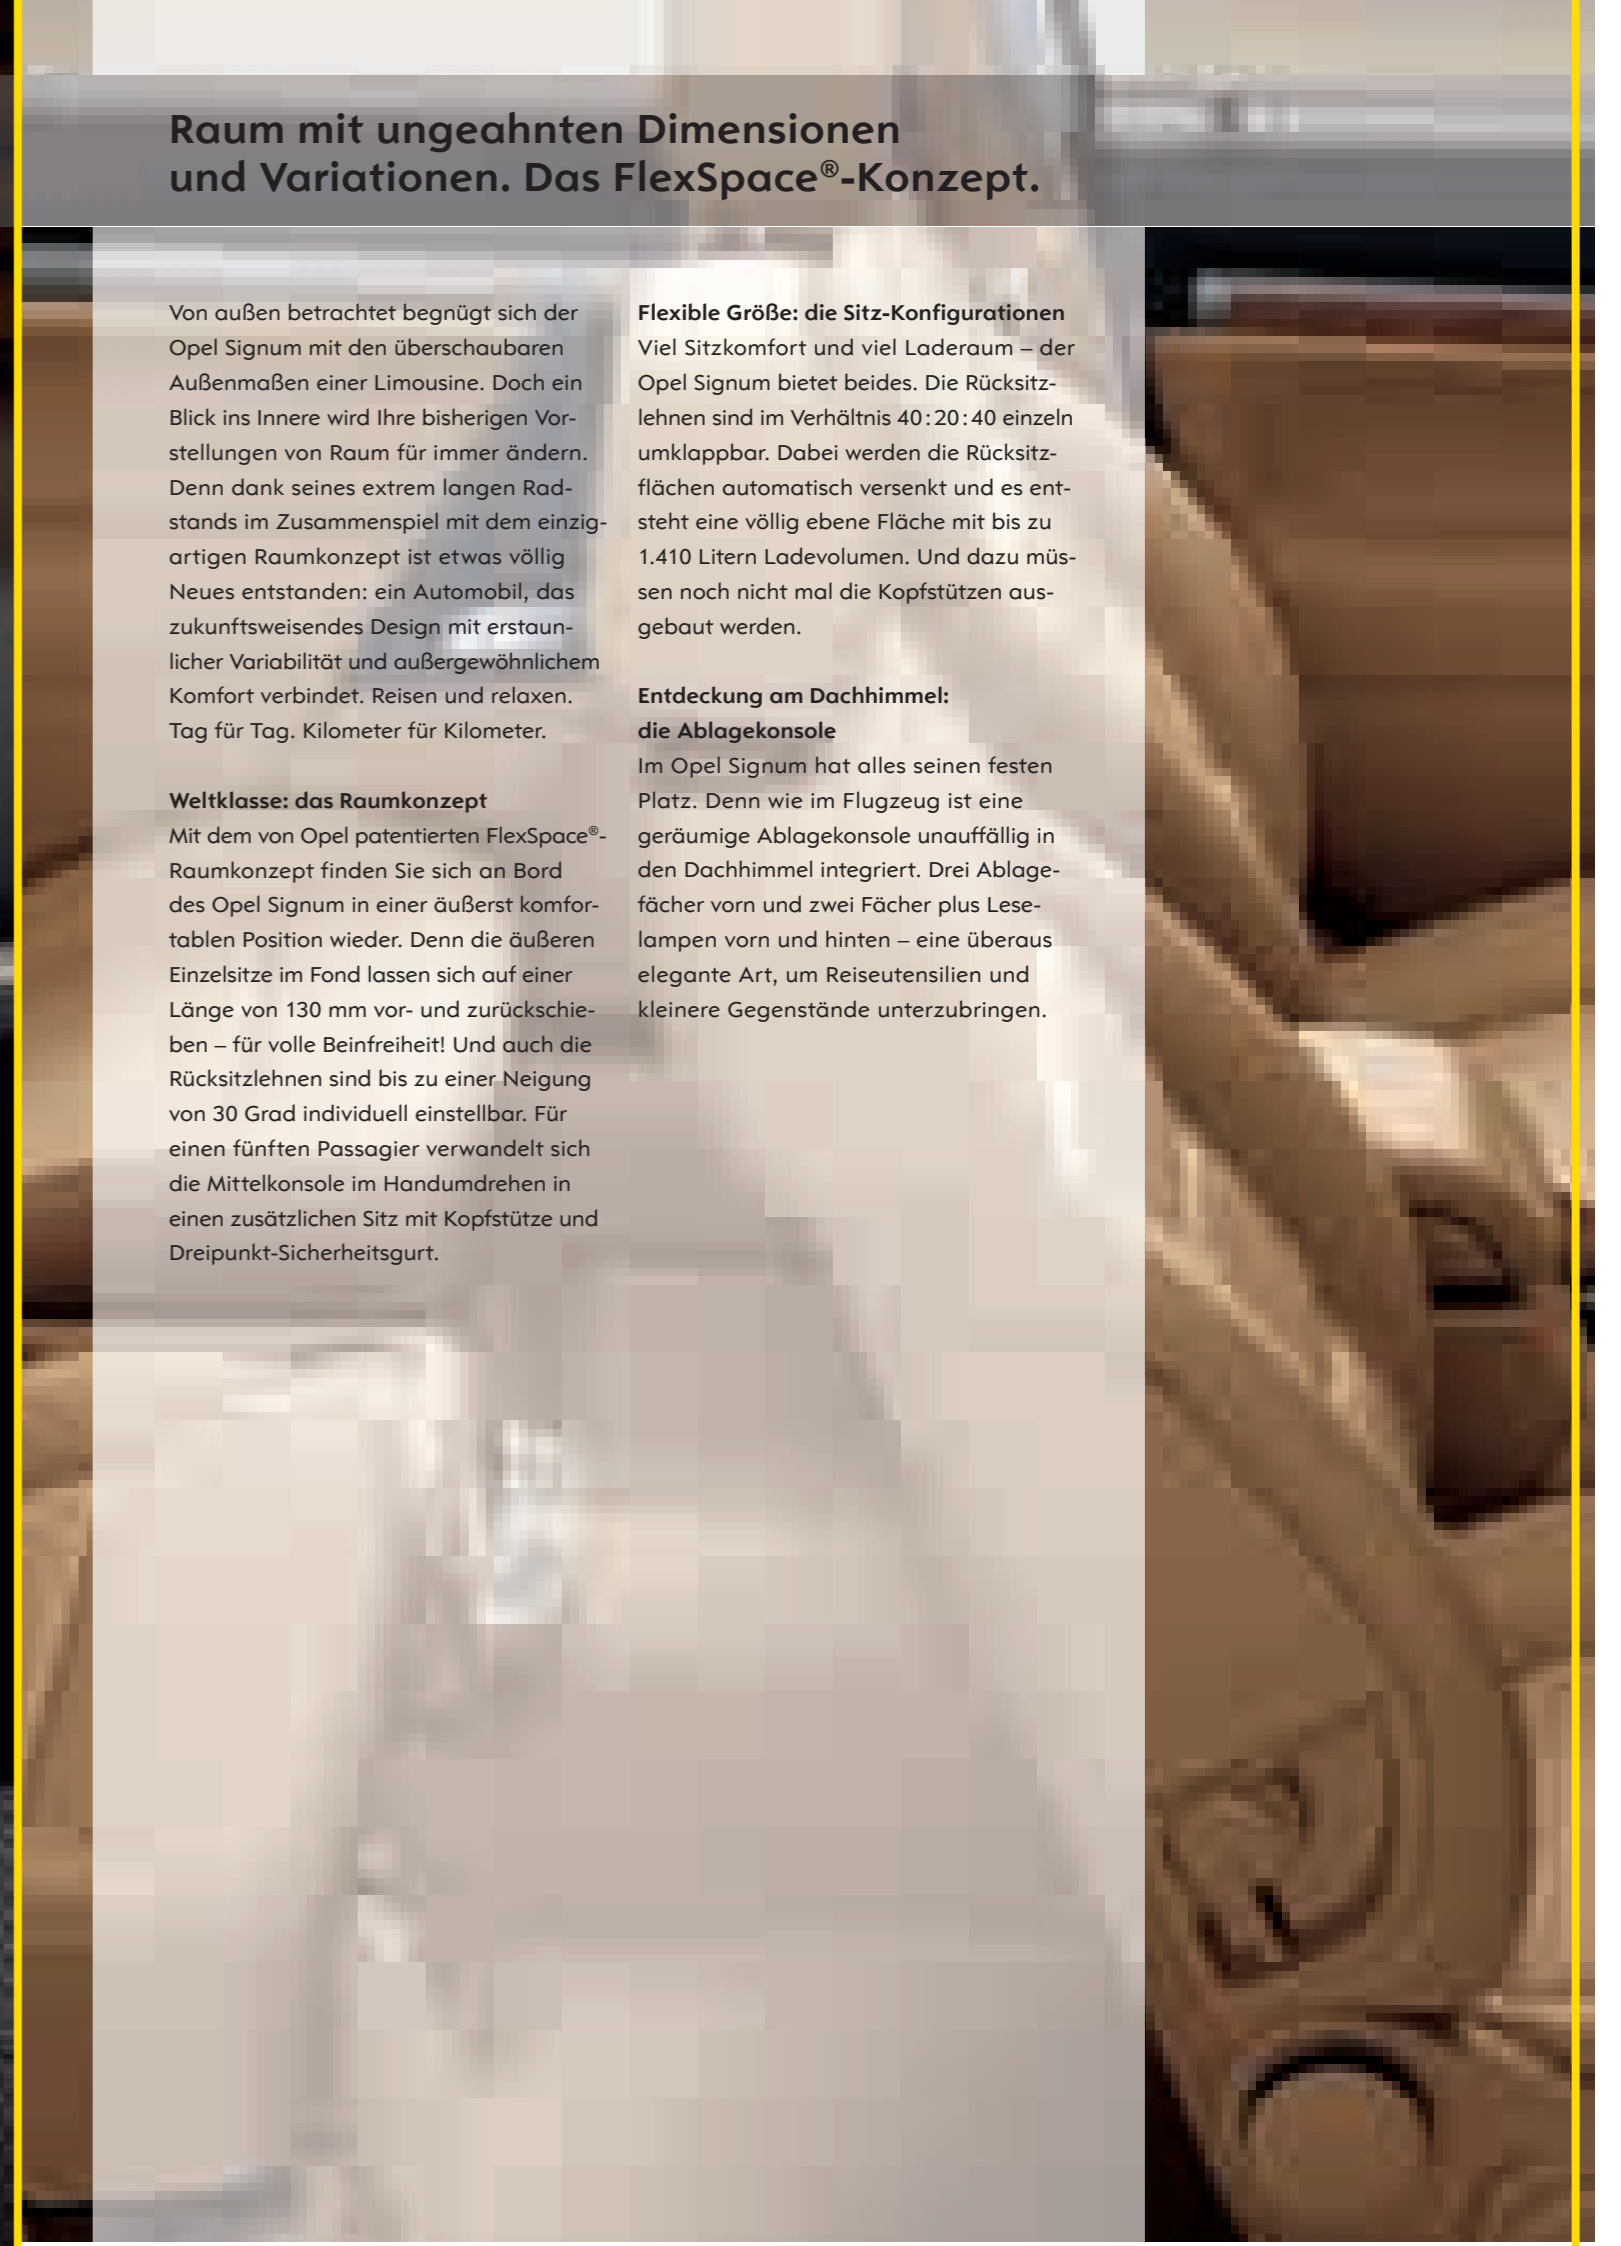 Raum mit ungeahnten Dimensionen
und Variationen. Das FlexSpace®-Konzept.
Von außen betrachtet begnügt sich der
Opel Signum mit den überschaubaren
Außenmaßen einer Limousine. Doch ein
Blick ins Innere wird Ihre bisherigen Vor-
stellungen von Raum für immer ändern.
Denn dank seines extrem langen Rad-
stands im Zusammenspiel mit dem einzig-
artigen Raumkonzept ist etwas völlig
Neues entstanden: ein Automobil, das
zukunftsweisendes Design mit erstaun-
licher Variabilität und außergewöhnlichem
Komfort verbindet. Reisen und relaxen.
Tag für Tag. Kilometer für Kilometer.
Weltklasse: das Raumkonzept
Mit dem von Opel patentierten FlexSpace®-
Raumkonzept finden Sie sich an Bord
des Opel Signum in einer äußerst komfor-
tablen Position wieder. Denn die äußeren
Einzelsitze im Fond lassen sich auf einer
Länge von 130 mm vor- und zurückschie-
ben – für volle Beinfreiheit! Und auch die
Rücksitzlehnen sind bis zu einer Neigung
von 30 Grad individuell einstellbar. Für
einen fünften Passagier verwandelt sich
die Mittelkonsole im Handumdrehen in
einen zusätzlichen Sitz mit Kopfstütze und
Dreipunkt-Sicherheitsgurt.
Flexible Größe: die Sitz-Konfigurationen
Viel Sitzkomfort und viel Laderaum – der
Opel Signum bietet beides. Die Rücksitz-
lehnen sind im Verhältnis 40:20:40 einzeln
umklappbar. Dabei werden die Rücksitz-
flächen automatisch versenkt und es ent-
steht eine völlig ebene Fläche mit bis zu
1.410 Litern Ladevolumen. Und dazu müs-
sen noch nicht mal die Kopfstützen aus-
gebaut werden.
Entdeckung am Dachhimmel:
die Ablagekonsole
Im Opel Signum hat alles seinen festen
Platz. Denn wie im Flugzeug ist eine
geräumige Ablagekonsole unauffällig in
den Dachhimmel integriert. Drei Ablage-
fächer vorn und zwei Fächer plus Lese-
lampen vorn und hinten – eine überaus
elegante Art, um Reiseutensilien und
kleinere Gegenstände unterzubringen.